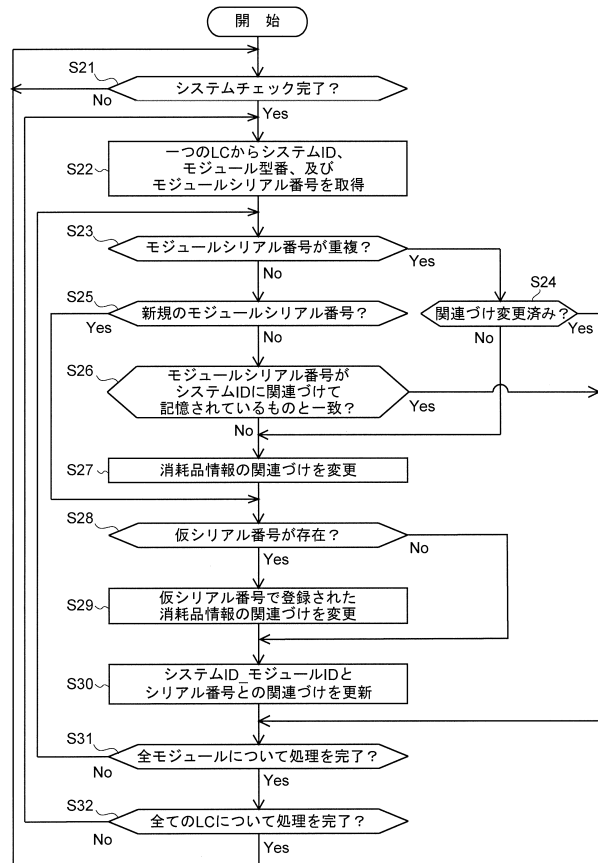 開 始
S21
システムチェック完了?
No
Yes
S22
一つのLCからシステムID、
モジュール型番、及び
モジュールシリアル番号を取得
S23
モジュールシリアル番号が重複?
Yes
No
S24
関連づけ変更済み?
Yes
No
S25
新規のモジュールシリアル番号?
Yes
No
S26
モジュールシリアル番号が
システムIDに関連づけて
記憶されているものと一致?
Yes
No
S27
消耗品情報の関連づけを変更
S28
仮シリアル番号が存在?
No
Yes
S29
仮シリアル番号で登録された
消耗品情報の関連づけを変更
S30
システムID_モジュールIDと
シリアル番号との関連づけを更新
S31
全モジュールについて処理を完了?
No
Yes
S32
全てのLCについて処理を完了?
No
Yes